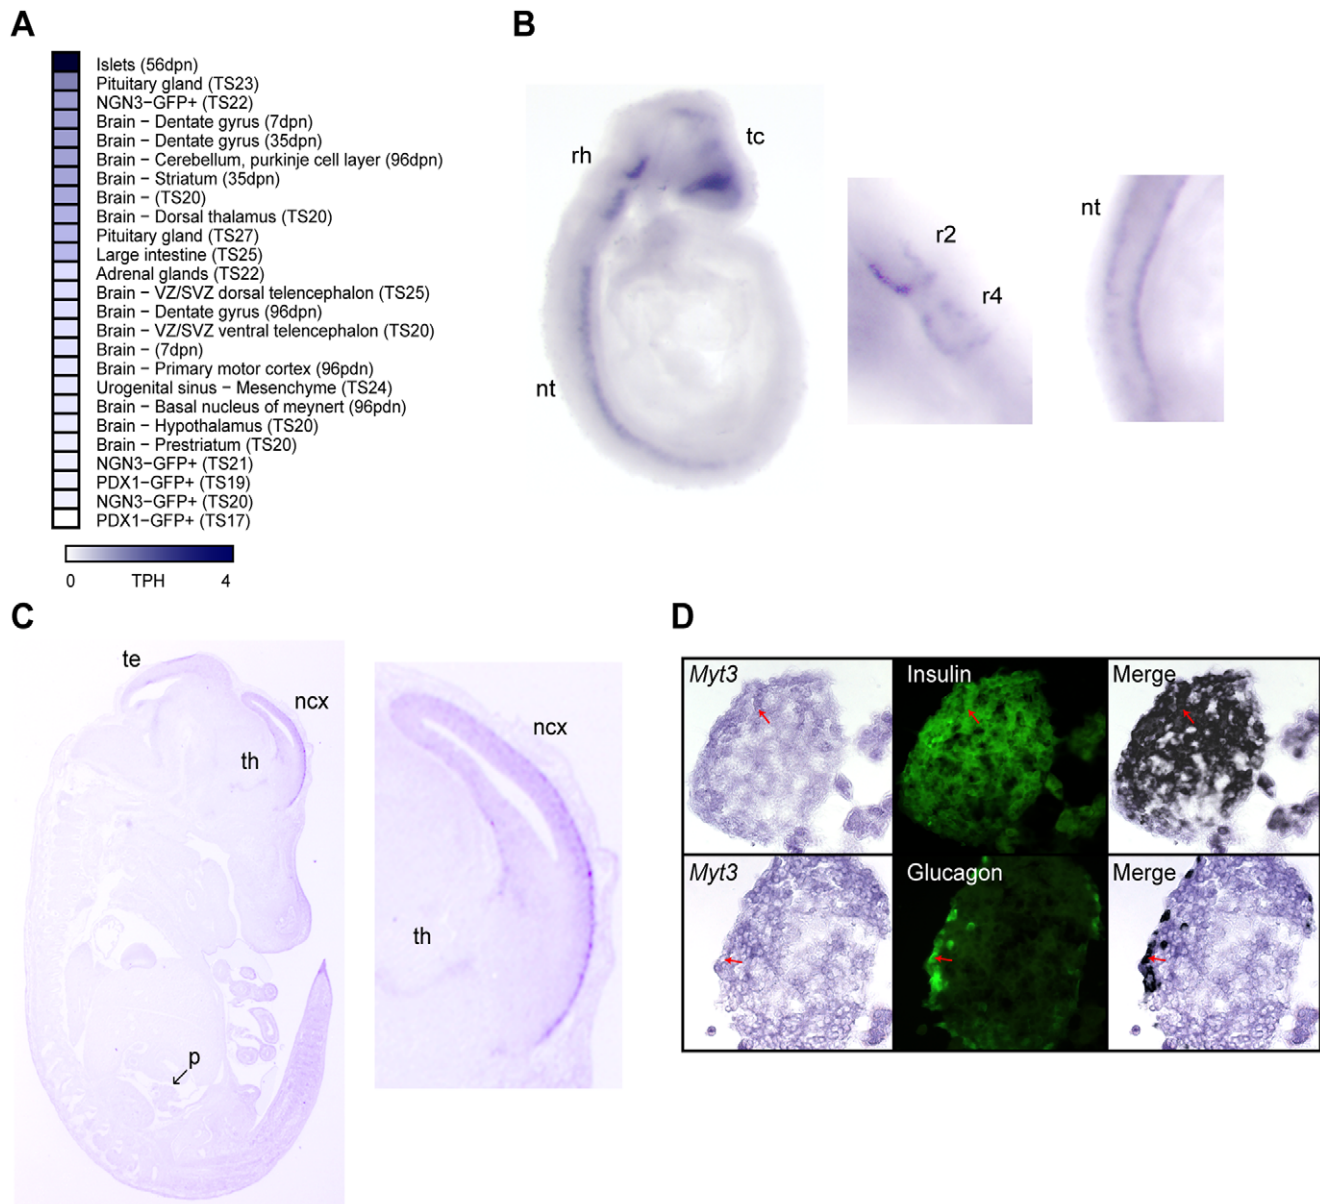 A
Islets (56dpn)
Pituitary gland (TS23)
NGN3−GFP+ (TS22)
Brain − Dentate gyrus (7dpn)
Brain − Dentate gyrus (35dpn)
Brain − Cerebellum, purkinje cell layer (96dpn)
Brain − Striatum (35dpn)
Brain − (TS20)
Brain − Dorsal thalamus (TS20)
Pituitary gland (TS27)
Large intestine (TS25)
Adrenal glands (TS22)
Brain − VZ/SVZ dorsal telencephalon (TS25)
Brain − Dentate gyrus (96dpn)
Brain − VZ/SVZ ventral telencephalon (TS20)
Brain − (7dpn)
Brain − Primary motor cortex (96pdn)
Urogenital sinus − Mesenchyme (TS24)
Brain − Basal nucleus of meynert (96pdn)
Brain − Hypothalamus (TS20)
Brain − Prestriatum (TS20)
NGN3−GFP+ (TS21)
PDX1−GFP+ (TS19)
NGN3−GFP+ (TS20)
PDX1−GFP+ (TS17)
0 TPH 4
B
rh
tc
nt
r2
r4
nt
C
te
ncx
th
p
ncx
th
D
Myt3 Insulin Merge
Myt3 Glucagon Merge